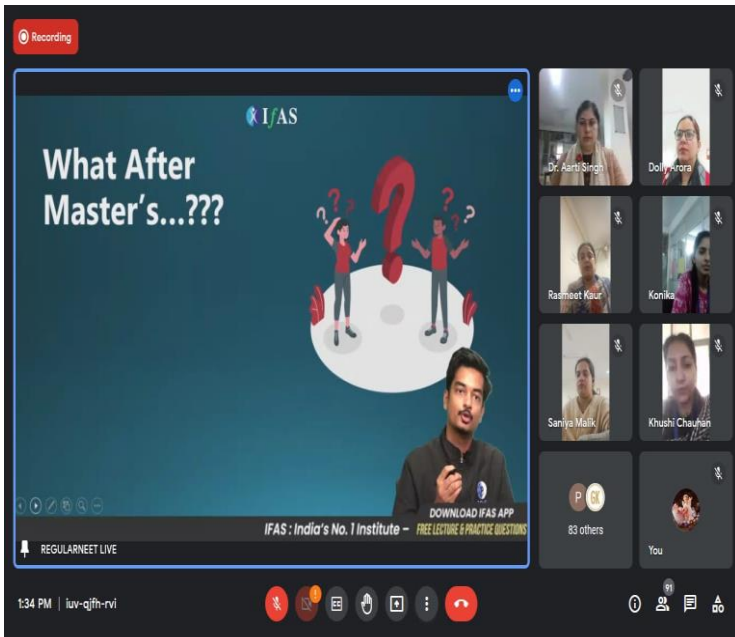 Recording
IfAS
What After
Master's...???
? ? ? ? ? ? ?
DOWNLOAD IFAS APP
IFAS : India's No. 1 Institute – FREE LECTURE & PRACTICE QUESTIONS
REGULARNEET LIVE
Dr. Aarti Singh
Dolly Arora
Rasmeet Kaur
Konika
Saniya Malik
Khushi Chauhan
P GK
83 others
You
1:34 PM | iuv-qjfh-rvi
!
CC
91